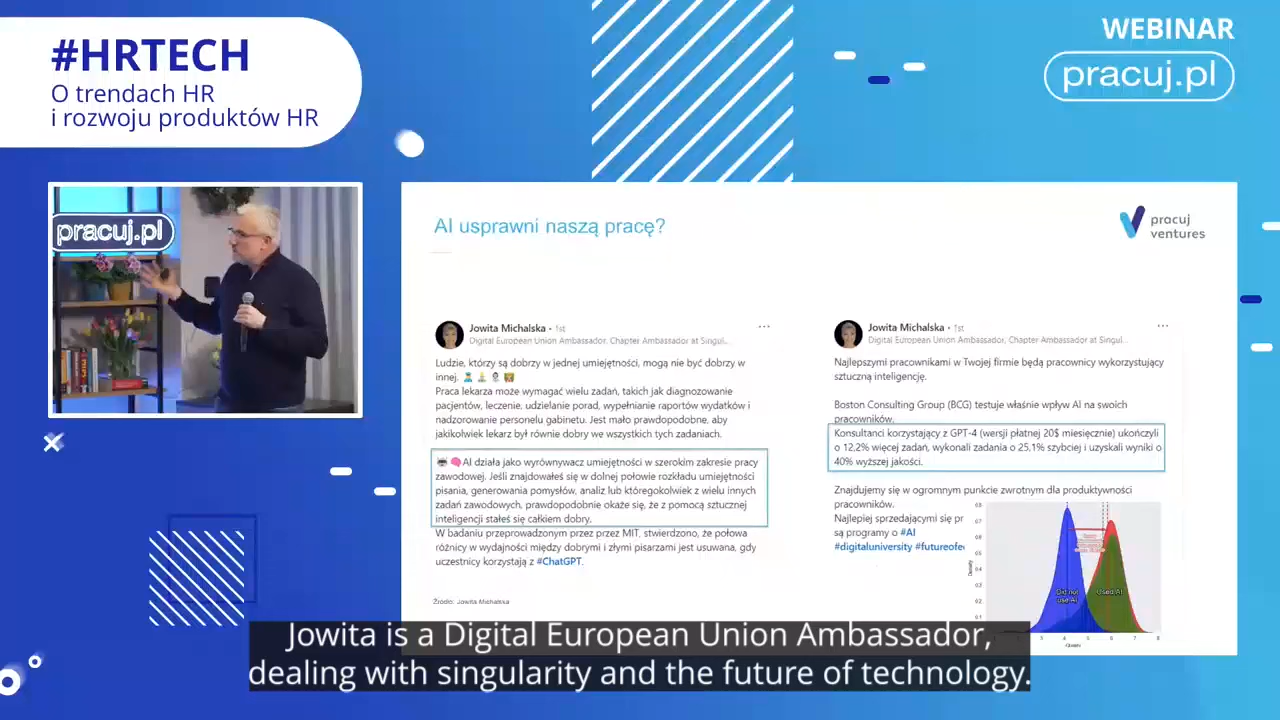 #HRTECH
O trendach HR
i rozwoju produktów HR
WEBINAR
pracuj.pl
pracuj.pl
AI usprawni naszą pracę?
pracuj
ventures
Jowita Michalska • 1st
Digital European Union Ambassador, Chapter Ambassador at Singul...
Ludzie, którzy są dobrzy w jednej umiejętności, mogą nie być dobrzy w
innej.
Praca lekarza może wymagać wielu zadań, takich jak diagnozowanie
pacjentów, leczenie, udzielanie porad, wypełnianie raportów wydatków i
nadzorowanie personelu gabinetu. Jest mało prawdopodobne, aby
jakikolwiek lekarz był równie dobry we wszystkich tych zadaniach.
AI działa jako wyrównywacz umiejętności w szerokim zakresie pracy
zawodowej. Jeśli znajdowałeś się w dolnej połowie rozkładu umiejętności
pisania, generowania pomysłów, analiz lub któregokolwiek z wielu innych
zadań zawodowych, prawdopodobnie okaże się, że z pomocą sztucznej
inteligencji stałeś się całkiem dobry.
W badaniu przeprowadzonym przez przez MIT, stwierdzono, że połowa
różnicy w wydajności między dobrymi i złymi pisarzami jest usuwana, gdy
uczestnicy korzystają z #ChatGPT.
Źródło: Jowita Michalska
Jowita Michalska • 1st
Digital European Union Ambassador, Chapter Ambassador at Singul...
Najlepszymi pracownikami w Twojej firmie będą pracownicy wykorzystujący
sztuczną inteligencję.
Boston Consulting Group (BCG) testuje właśnie wpływ AI na swoich
pracowników.
Konsultanci korzystający z GPT-4 (wersji płatnej 20$ miesięcznie) ukończyli
o 12,2% więcej zadań, wykonali zadania o 25,1% szybciej i uzyskali wyniki o
40% wyższej jakości.
Znajdujemy się w ogromnym punkcie zwrotnym dla produktywności
pracowników.
Najlepiej sprzedającymi się pr
są programy o #AI
#digitaluniversity #futureofe
Did not
use AI
Used AI
Density
Quality
Jowita is a Digital European Union Ambassador,
dealing with singularity and the future of technology.